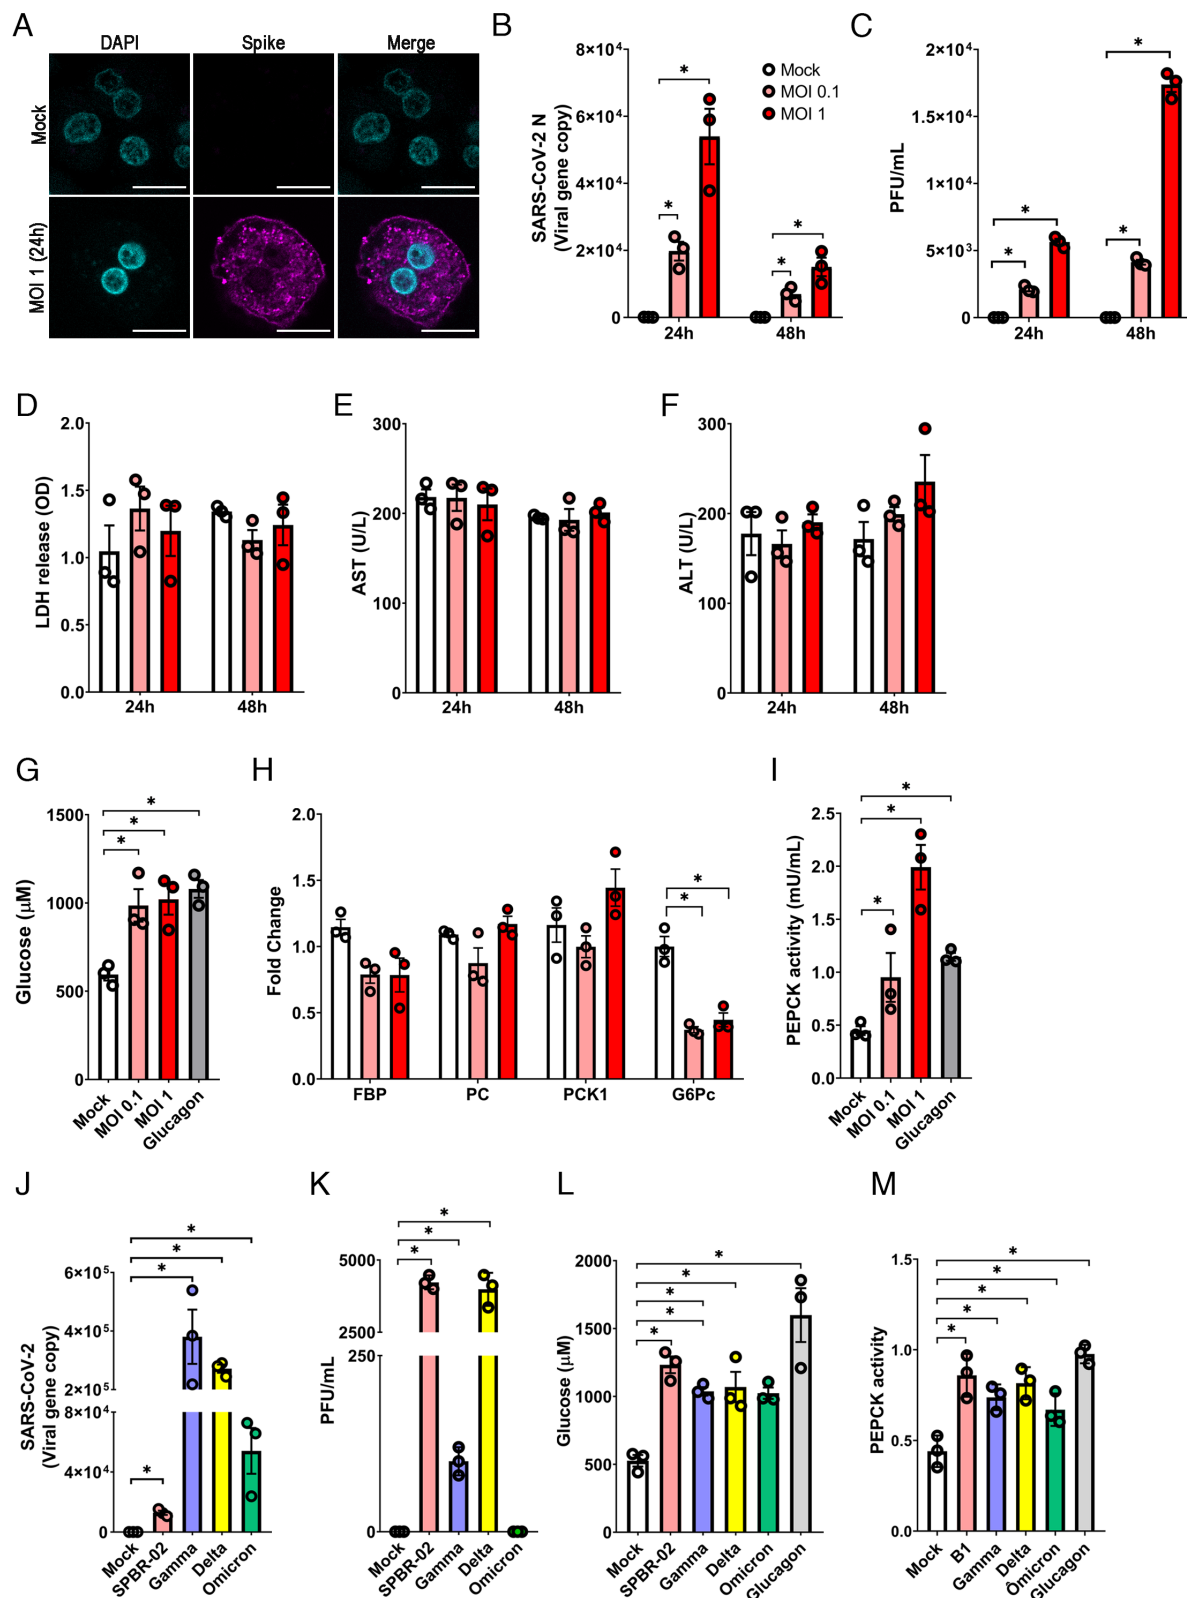 A
DAPI Spike Merge
Mock
MOI 1 (24h)
B
SARS-CoV-2 N
(Viral gene copy)
8×10⁴
6×10⁴
4×10⁴
2×10⁴
0
* * * *
24h 48h
Mock
MOI 0.1
MOI 1
C
PFU/mL
2×10⁴
1.5×10⁴
1×10⁴
5×10³
0
* * * *
24h 48h
D
LDH release (OD)
2.0
1.5
1.0
0.5
0.0
24h 48h
E
AST (U/L)
300
200
100
0
24h 48h
F
ALT (U/L)
300
200
100
0
24h 48h
G
Glucose (μM)
1500
1000
500
0
* * *
Mock MOI 0.1 MOI 1 Glucagon
H
Fold Change
2.0
1.5
1.0
0.5
0.0
* *
FBP PC PCK1 G6Pc
I
PEPCK activity (mU/mL)
2.5
2.0
1.5
1.0
0.5
0.0
* * *
Mock MOI 0.1 MOI 1 Glucagon
J
SARS-CoV-2
(Viral gene copy)
6×10⁵
4×10⁵
2×10⁵
8×10⁴
4×10⁴
0
* * * *
Mock SPBR-02 Gamma Delta Omicron
K
PFU/mL
5000
2500
250
0
* * *
Mock SPBR-02 Gamma Delta Omicron
L
Glucose (μM)
2000
1500
1000
500
0
* * * * *
Mock SPBR-02 Gamma Delta Omicron Glucagon
M
PEPCK activity
1.5
1.0
0.5
0.0
* * * * *
Mock B1 Gamma Delta Ômicron Glucagon